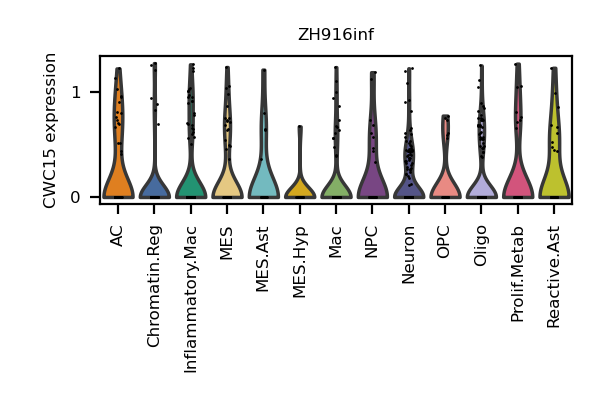 ZH916inf
CWC15 expression
1
0
AC
Chromatin.Reg
Inflammatory.Mac
MES
MES.Ast
MES.Hyp
Mac
NPC
Neuron
OPC
Oligo
Prolif.Metab
Reactive.Ast